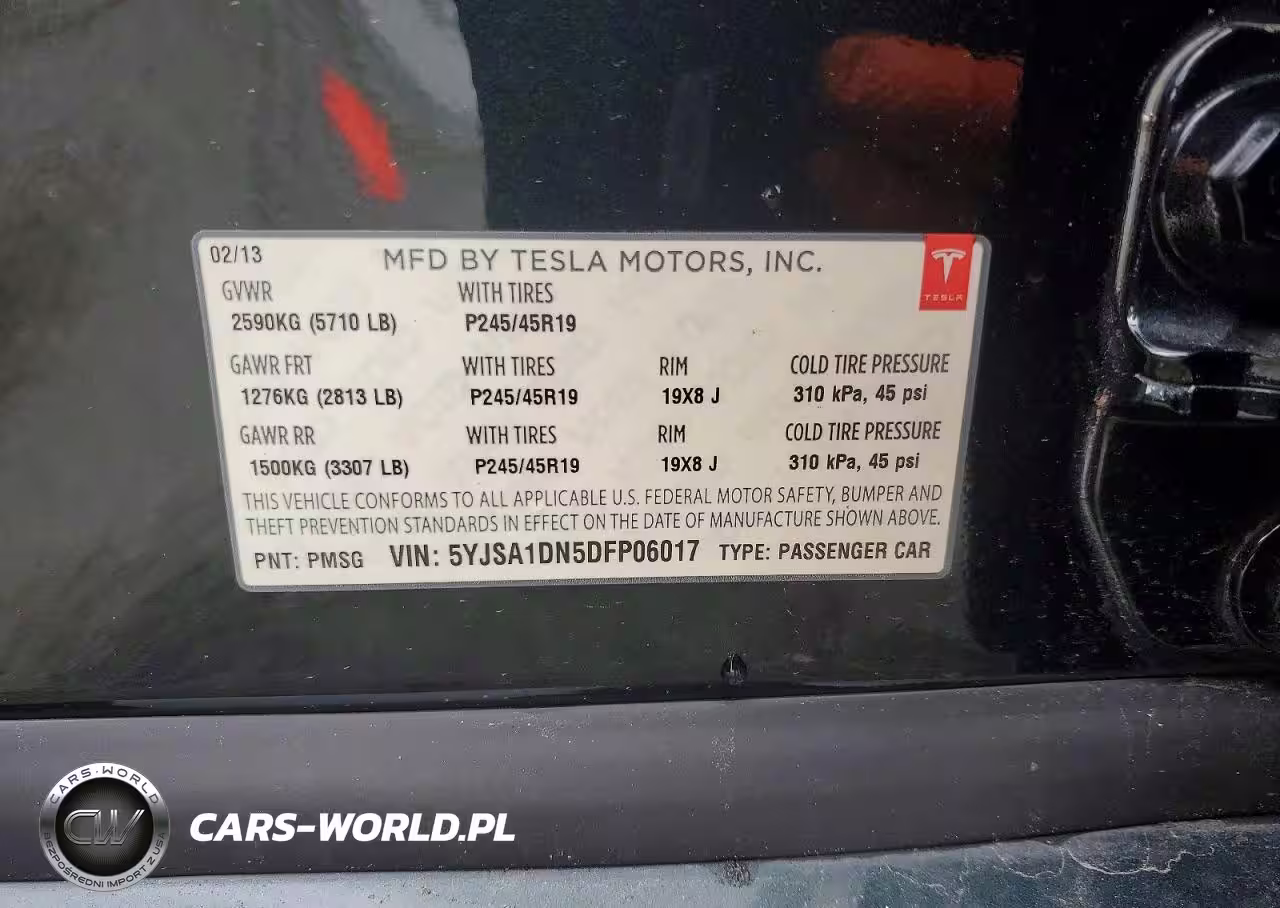 02/13 MFD BY TESLA MOTORS, INC.
TESLA
GVWR WITH TIRES
2590KG (5710 LB) P245/45R19
GAWR FRT WITH TIRES RIM COLD TIRE PRESSURE
1276KG (2813 LB) P245/45R19 19X8 J 310 kPa, 45 psi
GAWR RR WITH TIRES RIM COLD TIRE PRESSURE
1500KG (3307 LB) P245/45R19 19X8 J 310 kPa, 45 psi
THIS VEHICLE CONFORMS TO ALL APPLICABLE U.S. FEDERAL MOTOR SAFETY, BUMPER AND
THEFT PREVENTION STANDARDS IN EFFECT ON THE DATE OF MANUFACTURE SHOWN ABOVE.
PNT: PMSG VIN: 5YJSA1DN5DFP06017 TYPE: PASSENGER CAR
CARS-WORLD
CW
BEZPOŚREDNI IMPORT Z USA
CARS-WORLD.PL